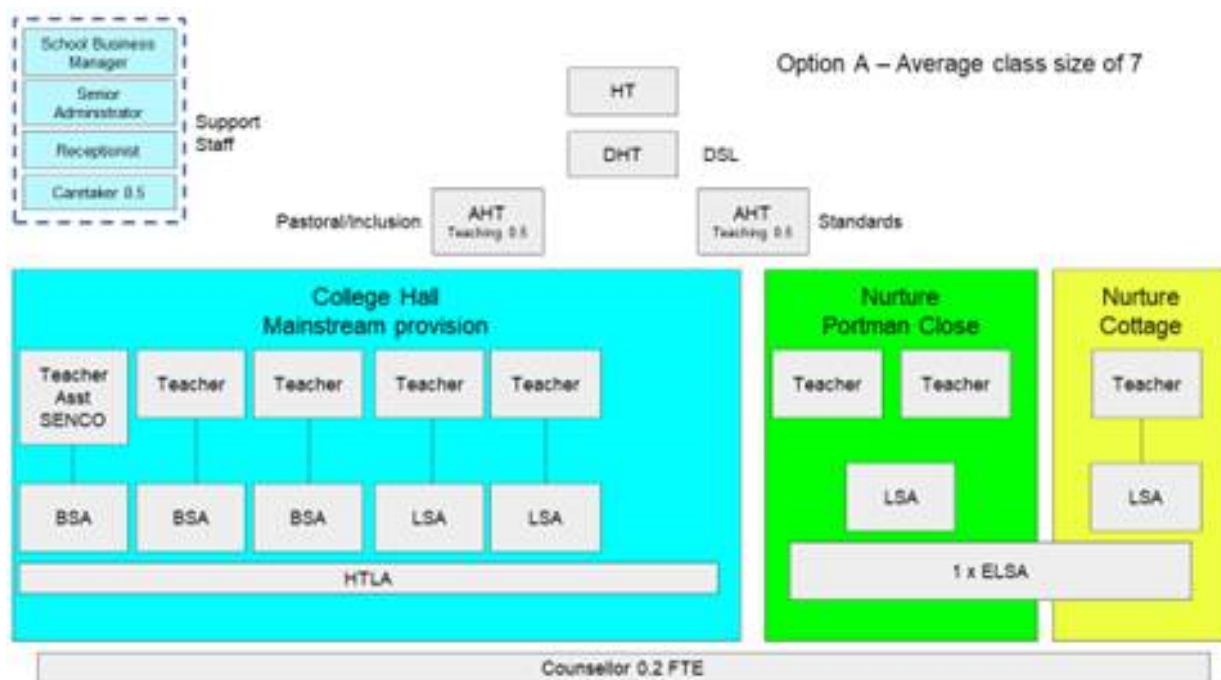 School Business
Manager
Senior
Administrator
Receptionist
Caretaker 0.5
Support
Staff
Option A – Average class size of 7
HT
DHT
DSL
Pastoral/Inclusion
AHT
Teaching 0.5
AHT
Teaching 0.5
Standards
College Hall
Mainstream provision
Teacher
Asst
SENCO
Teacher
Teacher
Teacher
Teacher
BSA
BSA
BSA
LSA
LSA
HTLA
Nurture
Portman Close
Teacher
Teacher
LSA
Nurture
Cottage
Teacher
LSA
1 x ELSA
Counsellor 0.2 FTE